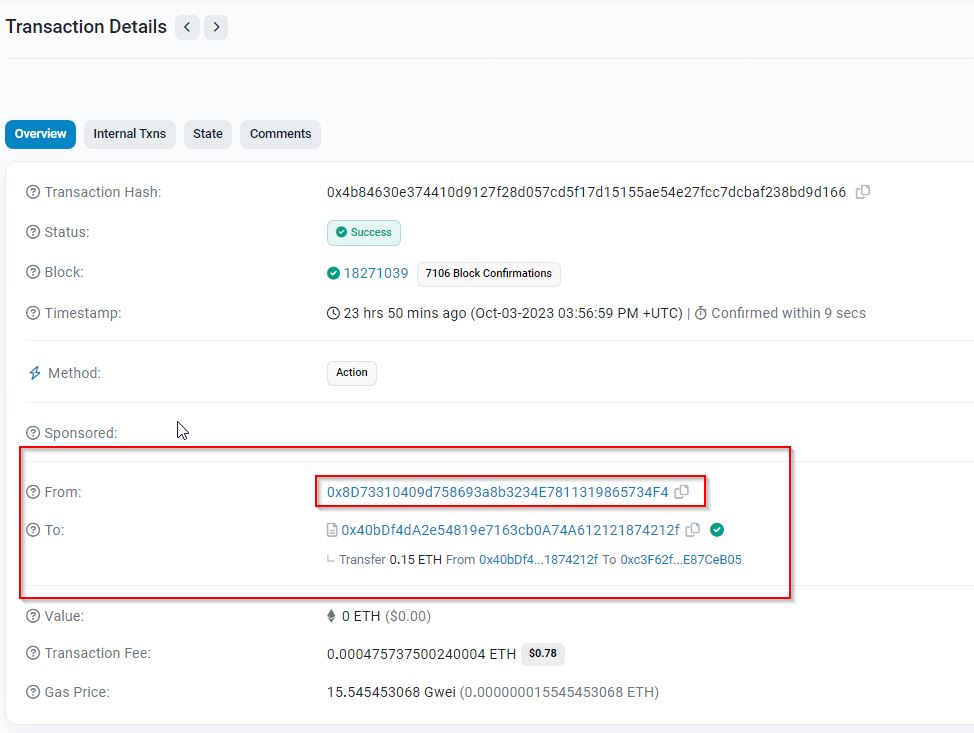 Transaction Details < >
Overview Internal Txns State Comments
Transaction Hash: 0x4b84630e374410d9127f28d057cd5f17d15155ae54e27fcc7dcbaf238bd9d166
Status: Success
Block: 18271039 7106 Block Confirmations
Timestamp: 23 hrs 50 mins ago (Oct-03-2023 03:56:59 PM +UTC) | Confirmed within 9 secs
Method: Action
Sponsored:
From: 0x8D73310409d758693a8b3234E7811319865734F4
To: 0x40bDf4dA2e54819e7163cb0A74A612121874212f
Transfer 0.15 ETH From 0x40bDf4...1874212f To 0xc3F62f...E87CeB05
Value: 0 ETH ($0.00)
Transaction Fee: 0.000475737500240004 ETH $0.78
Gas Price: 15.545453068 Gwei (0.000000015545453068 ETH)